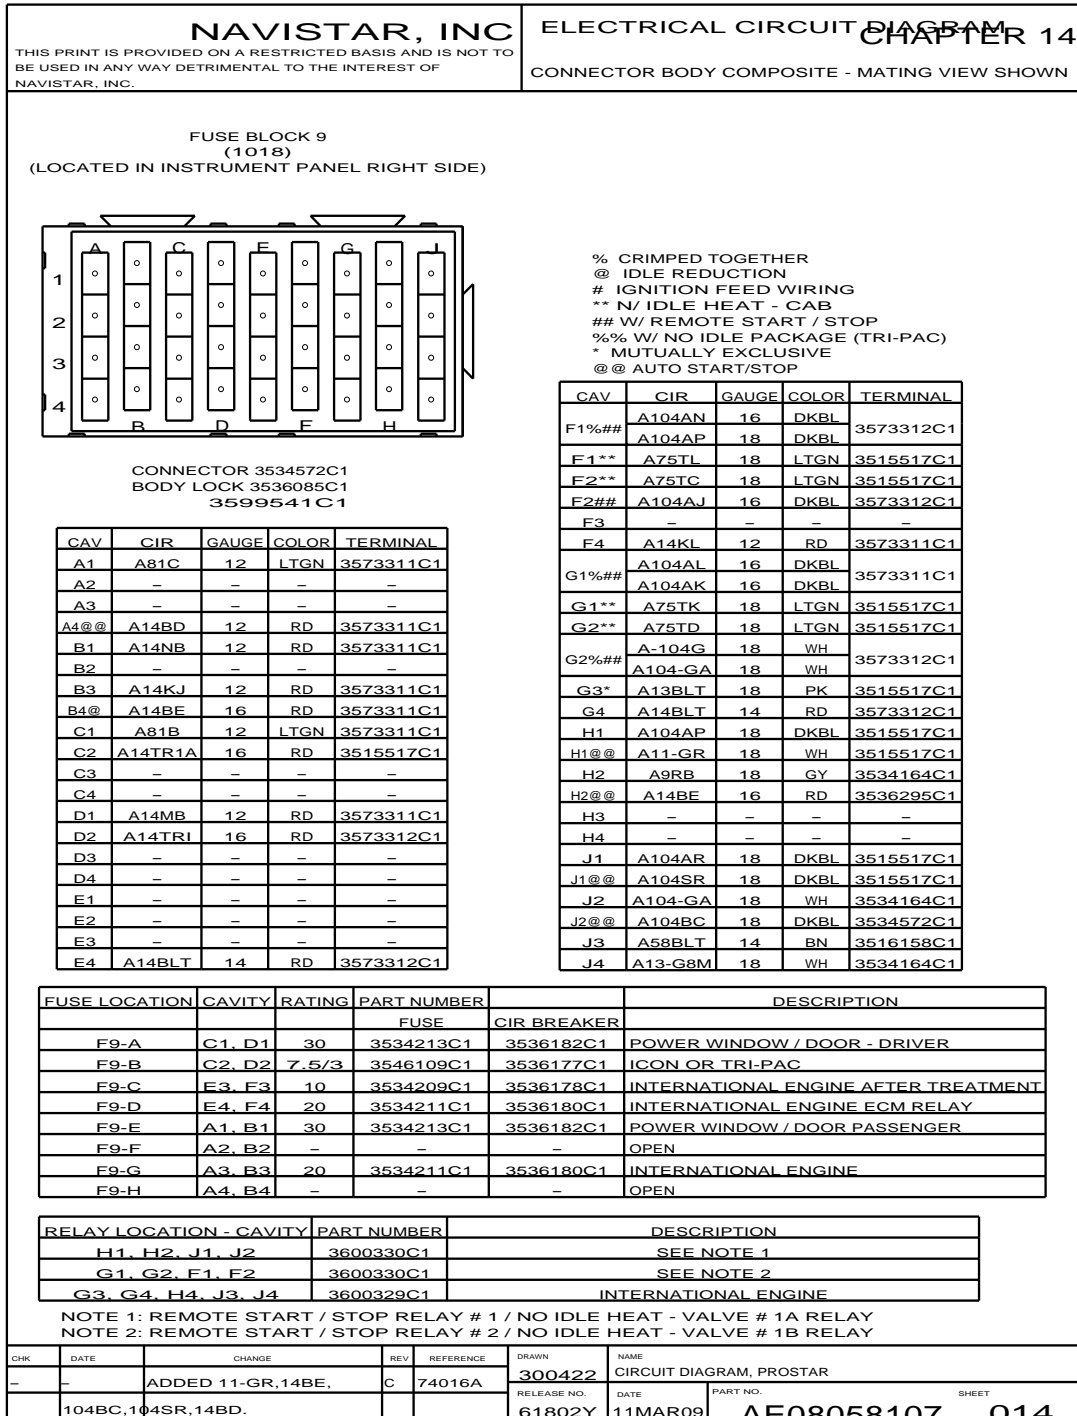 NAVISTAR, INC
THIS PRINT IS PROVIDED ON A RESTRICTED BASIS AND IS NOT TO
BE USED IN ANY WAY DETRIMENTAL TO THE INTEREST OF
NAVISTAR, INC.
ELECTRICAL CIRCUIT DIAGRAM
CHAPTER 14
CONNECTOR BODY COMPOSITE - MATING VIEW SHOWN
FUSE BLOCK 9
(1018)
(LOCATED IN INSTRUMENT PANEL RIGHT SIDE)
A C E G J
1
2
3
4
B D F H
CONNECTOR 3534572C1
BODY LOCK 3536085C1
3599541C1
CAV CIR GAUGE COLOR TERMINAL
A1 A81C 12 LTGN 3573311C1
A2 – – – –
A3 – – – –
A4@@ A14BD 12 RD 3573311C1
B1 A14NB 12 RD 3573311C1
B2 – – – –
B3 A14KJ 12 RD 3573311C1
B4@ A14BE 16 RD 3573311C1
C1 A81B 12 LTGN 3573311C1
C2 A14TR1A 16 RD 3515517C1
C3 – – – –
C4 – – – –
D1 A14MB 12 RD 3573311C1
D2 A14TRI 16 RD 3573312C1
D3 – – – –
D4 – – – –
E1 – – – –
E2 – – – –
E3 – – – –
E4 A14BLT 14 RD 3573312C1
% CRIMPED TOGETHER
@ IDLE REDUCTION
# IGNITION FEED WIRING
** N/ IDLE HEAT - CAB
## W/ REMOTE START / STOP
%% W/ NO IDLE PACKAGE (TRI-PAC)
* MUTUALLY EXCLUSIVE
@@ AUTO START/STOP
CAV CIR GAUGE COLOR TERMINAL
F1%## A104AN 16 DKBL 3573312C1
A104AP 18 DKBL
F1** A75TL 18 LTGN 3515517C1
F2** A75TC 18 LTGN 3515517C1
F2## A104AJ 16 DKBL 3573312C1
F3 – – – –
F4 A14KL 12 RD 3573311C1
G1%## A104AL 16 DKBL 3573311C1
A104AK 16 DKBL
G1** A75TK 18 LTGN 3515517C1
G2** A75TD 18 LTGN 3515517C1
G2%## A-104G 18 WH 3573312C1
A104-GA 18 WH
G3* A13BLT 18 PK 3515517C1
G4 A14BLT 14 RD 3573312C1
H1 A104AP 18 DKBL 3515517C1
H1@@ A11-GR 18 WH 3515517C1
H2 A9RB 18 GY 3534164C1
H2@@ A14BE 16 RD 3536295C1
H3 – – – –
H4 – – – –
J1 A104AR 18 DKBL 3515517C1
J1@@ A104SR 18 DKBL 3515517C1
J2 A104-GA 18 WH 3534164C1
J2@@ A104BC 18 DKBL 3534572C1
J3 A58BLT 14 BN 3516158C1
J4 A13-G8M 18 WH 3534164C1
FUSE LOCATION CAVITY RATING PART NUMBER DESCRIPTION
FUSE CIR BREAKER
F9-A C1, D1 30 3534213C1 3536182C1 POWER WINDOW / DOOR - DRIVER
F9-B C2, D2 7.5/3 3546109C1 3536177C1 ICON OR TRI-PAC
F9-C E3, F3 10 3534209C1 3536178C1 INTERNATIONAL ENGINE AFTER TREATMENT
F9-D E4, F4 20 3534211C1 3536180C1 INTERNATIONAL ENGINE ECM RELAY
F9-E A1, B1 30 3534213C1 3536182C1 POWER WINDOW / DOOR PASSENGER
F9-F A2, B2 – – – OPEN
F9-G A3, B3 20 3534211C1 3536180C1 INTERNATIONAL ENGINE
F9-H A4, B4 – – – OPEN
RELAY LOCATION - CAVITY PART NUMBER DESCRIPTION
H1, H2, J1, J2 3600330C1 SEE NOTE 1
G1, G2, F1, F2 3600330C1 SEE NOTE 2
G3, G4, H4, J3, J4 3600329C1 INTERNATIONAL ENGINE
NOTE 1: REMOTE START / STOP RELAY # 1 / NO IDLE HEAT - VALVE # 1A RELAY
NOTE 2: REMOTE START / STOP RELAY # 2 / NO IDLE HEAT - VALVE # 1B RELAY
CHK DATE CHANGE REV REFERENCE
– – ADDED 11-GR,14BE, C 74016A
104BC,104SR,14BD.
DRAWN 300422
NAME CIRCUIT DIAGRAM, PROSTAR
RELEASE NO. 61802Y
DATE 11MAR09
PART NO. AE08058107
SHEET 014